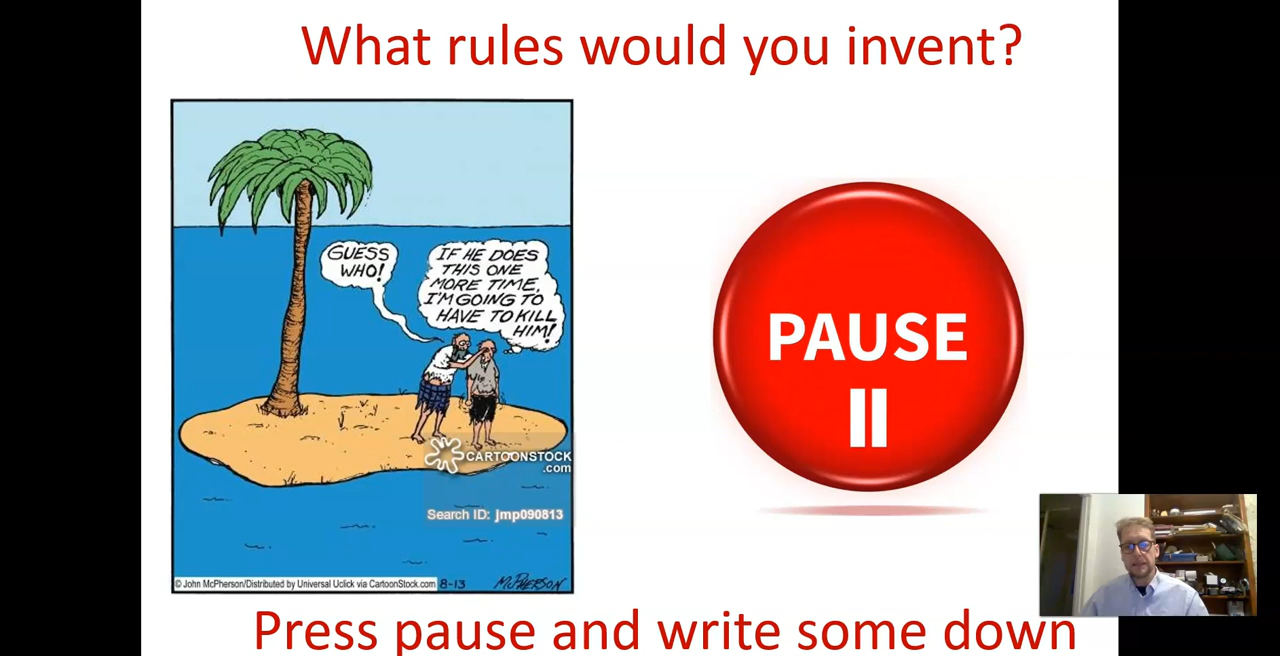 What rules would you invent?
GUESS
WHO!
IF HE DOES
THIS ONE
MORE TIME,
I'M GOING TO
HAVE TO KILL
HIM!
CARTOONSTOCK
.com
Search ID: jmp090813
© John McPherson/Distributed by Universal Uclick via CartoonStock.com
8-13
McPHERSON
PAUSE
Press pause and write some down